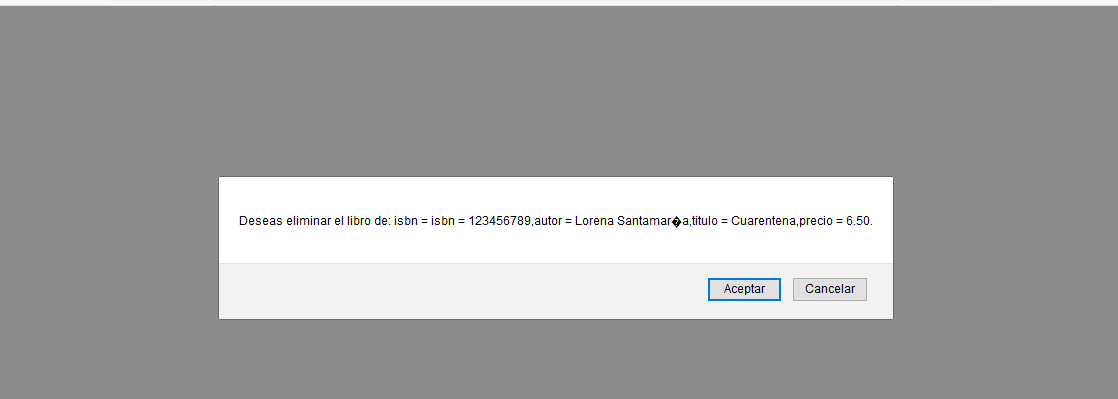 Deseas eliminar el libro de: isbn = isbn = 123456789,autor = Lorena Santamar�a,titulo = Cuarentena,precio = 6.50.
Aceptar Cancelar